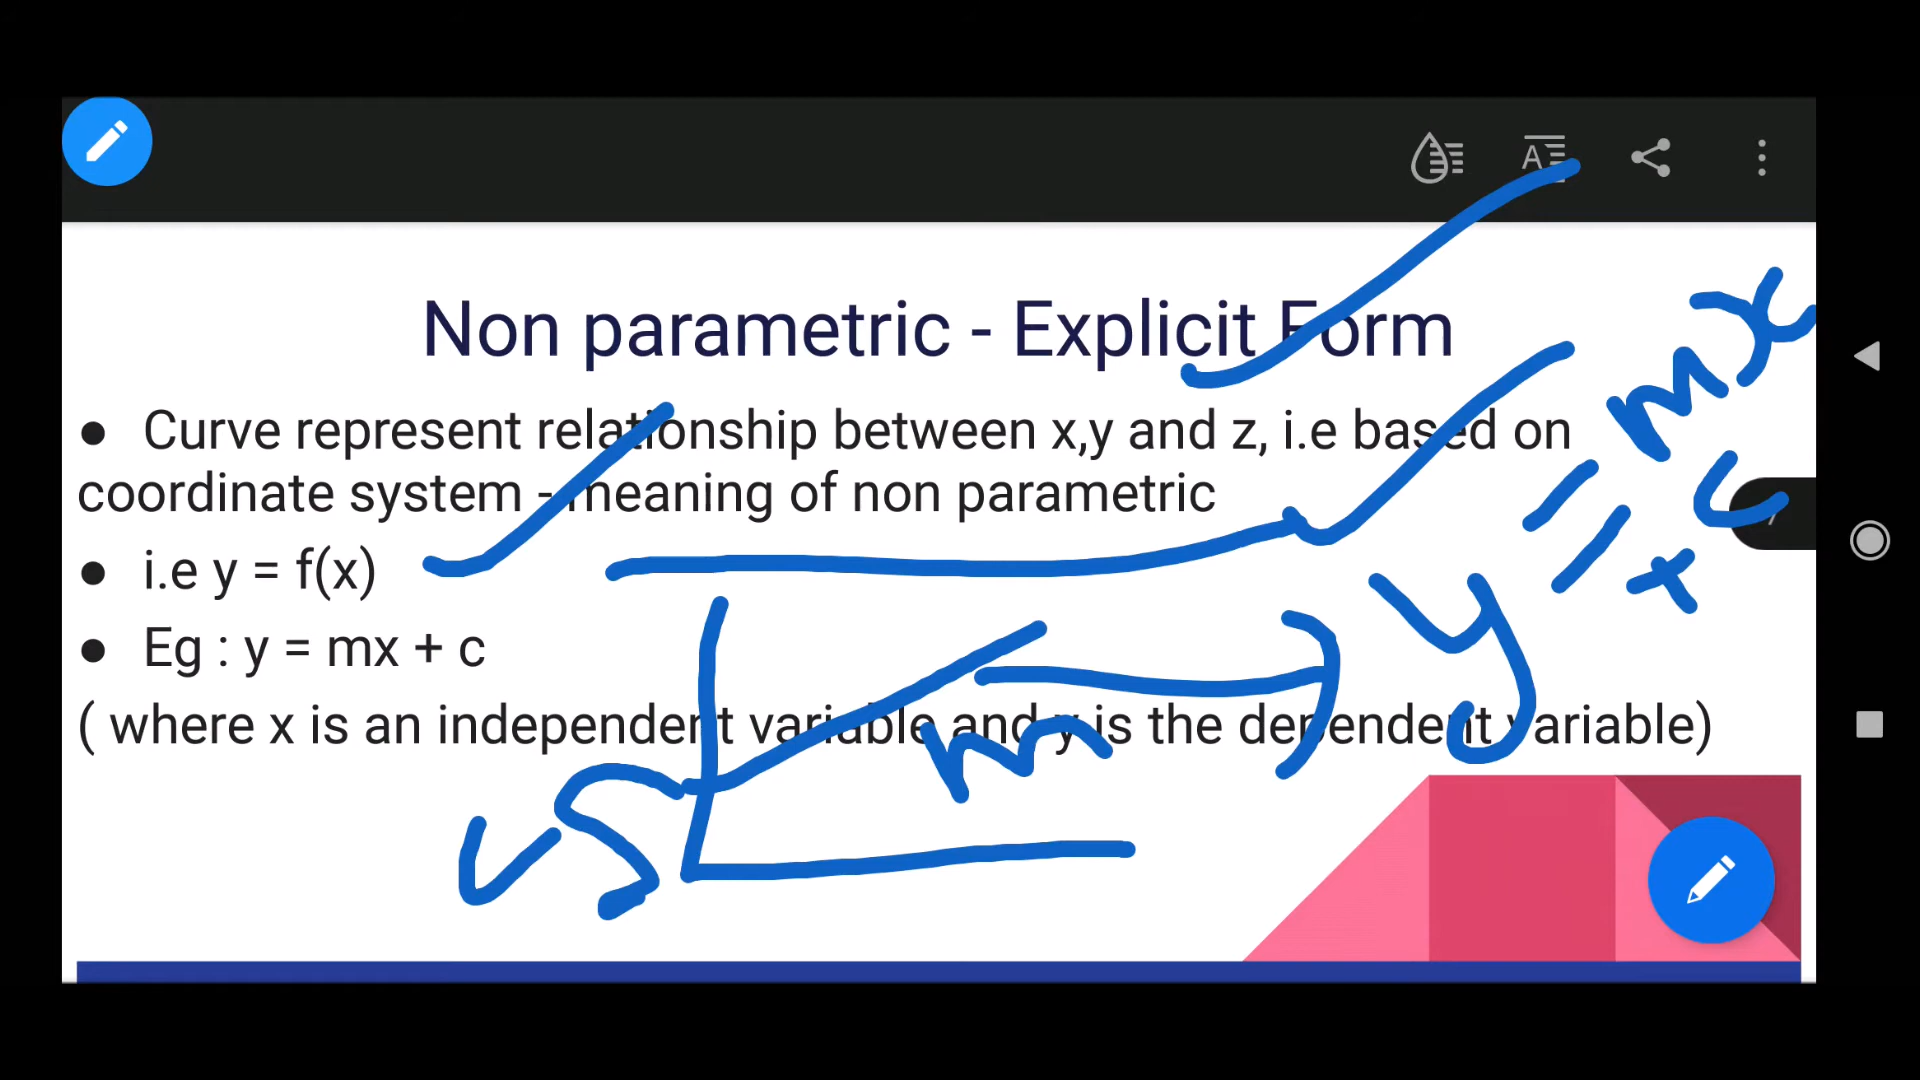 Non parametric - Explicit Form
● Curve represent relationship between x,y and z, i.e based on
coordinate system - meaning of non parametric
● i.e y = f(x)
● Eg : y = mx + c
( where x is an independent variable and y is the dependent variable)
y = mx
+ c
m